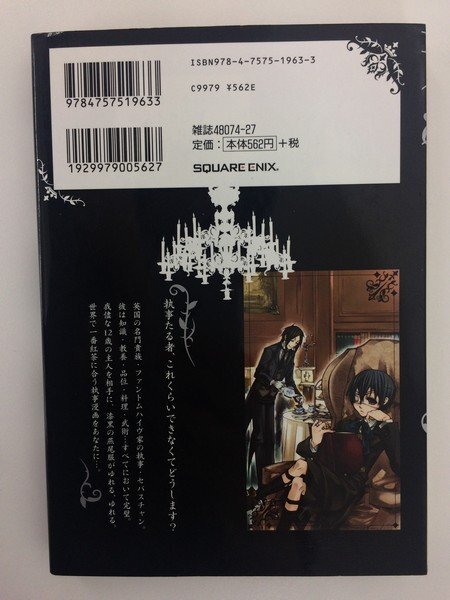 ISBN978-4-7575-1963-3
C9979 ¥562E
9784757519633
1929979005627
雑誌48074-27
定価：本体562円+税
SQUARE ENIX.
執事たる者、これくらいできなくてどうします？
英国の名門貴族・ファントムハイヴ家の執事、セバスチャン。
彼は知識・教養・品位・料理・武術…すべてにおいて完璧。
我儘な12歳の主人を相手に、漆黒の燕尾服がゆれる、ゆれる。
世界で一番紅茶に合う執事漫画をあなたに…。